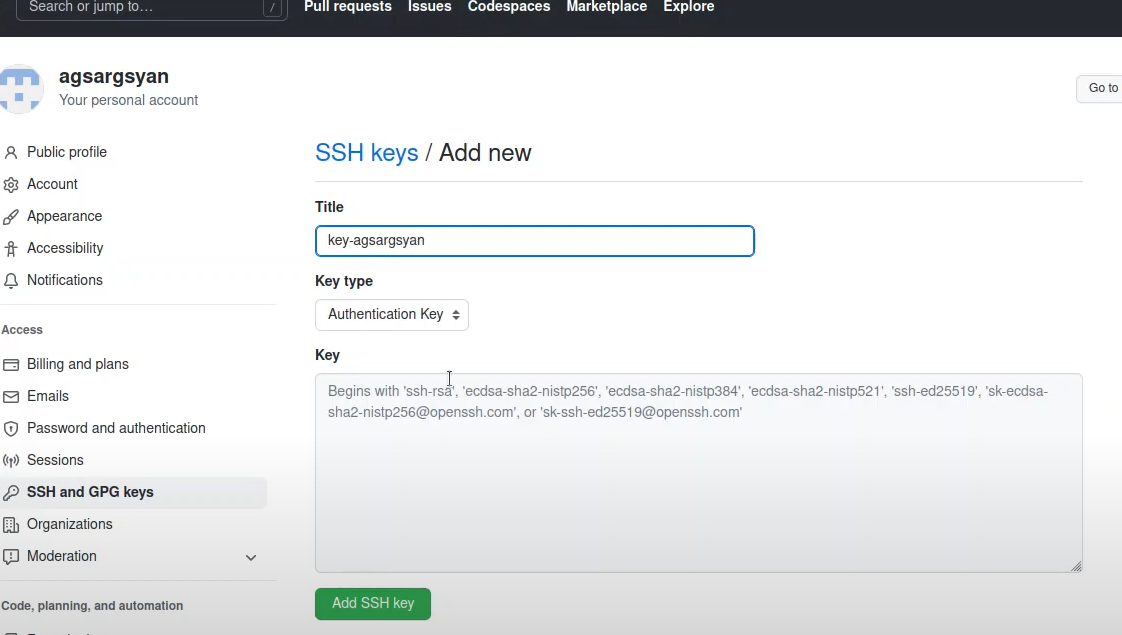 Search or jump to… /
Pull requests Issues Codespaces Marketplace Explore
agsargsyan
Your personal account
Go to
Public profile
Account
Appearance
Accessibility
Notifications
Access
Billing and plans
Emails
Password and authentication
Sessions
SSH and GPG keys
Organizations
Moderation
Code, planning, and automation
SSH keys / Add new
Title
key-agsargsyan
Key type
Authentication Key
Key
Begins with 'ssh-rsa', 'ecdsa-sha2-nistp256', 'ecdsa-sha2-nistp384', 'ecdsa-sha2-nistp521', 'ssh-ed25519', 'sk-ecdsa-
sha2-nistp256@openssh.com', or 'sk-ssh-ed25519@openssh.com'
Add SSH key